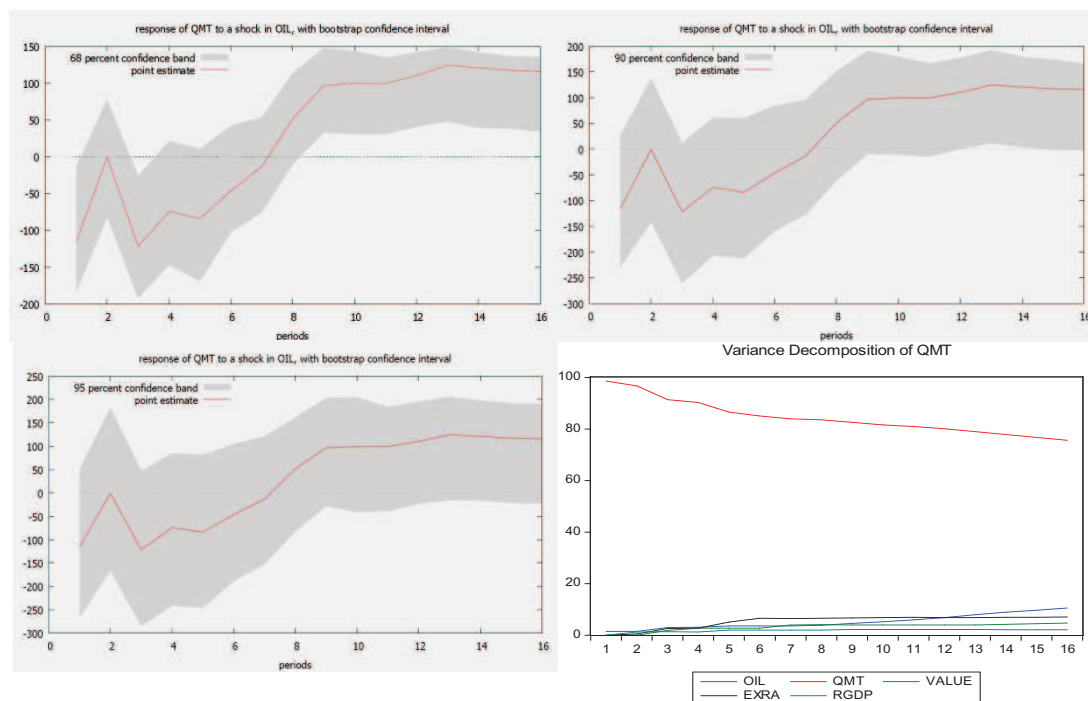 response of QMT to a shock in OIL, with bootstrap confidence interval
150
100
50
0
-50
-100
-150
-200
68 percent confidence band
point estimate
0 2 4 6 8 10 12 14 16
periods
response of QMT to a shock in OIL, with bootstrap confidence interval
200
150
100
50
0
-50
-100
-150
-200
-250
-300
90 percent confidence band
point estimate
0 2 4 6 8 10 12 14 16
periods
response of QMT to a shock in OIL, with bootstrap confidence interval
250
200
150
100
50
0
-50
-100
-150
-200
-250
-300
95 percent confidence band
point estimate
0 2 4 6 8 10 12 14 16
periods
Variance Decomposition of QMT
100
80
60
40
20
0
1 2 3 4 5 6 7 8 9 10 11 12 13 14 15 16
OIL QMT VALUE
EXRA RGDP